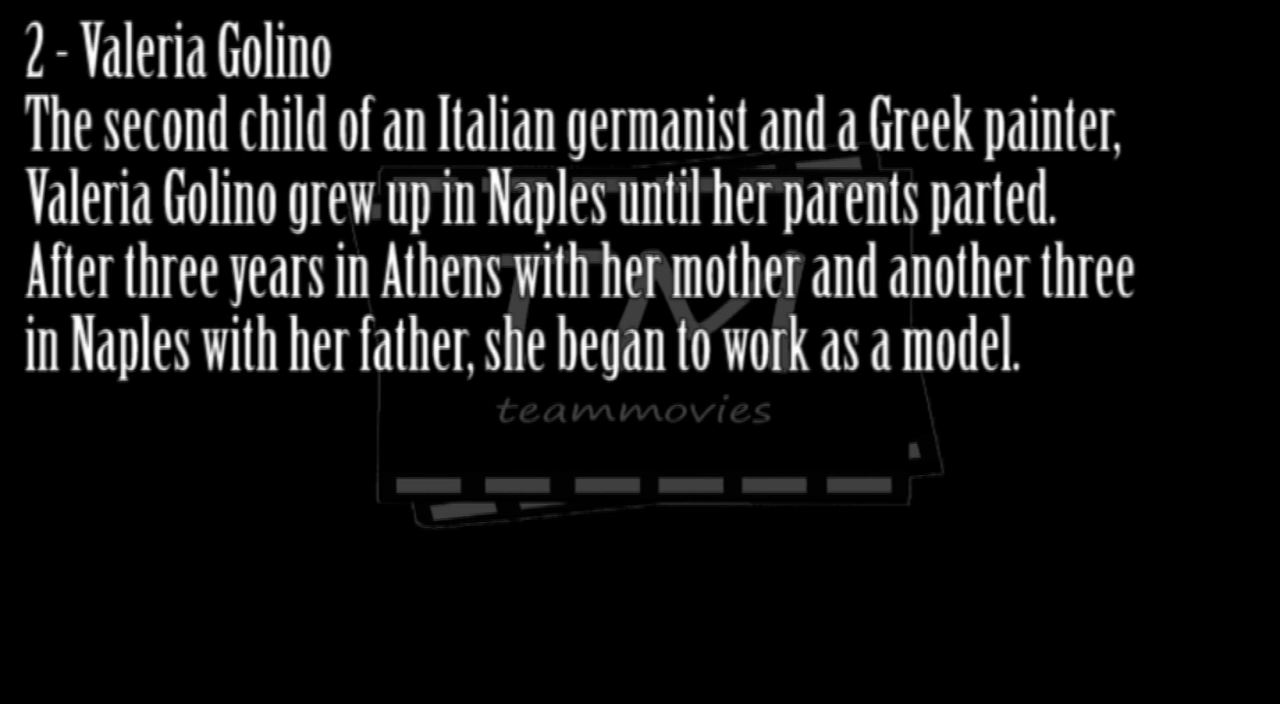 2 - Valeria Golino
The second child of an Italian germanist and a Greek painter,
Valeria Golino grew up in Naples until her parents parted.
After three years in Athens with her mother and another three
in Naples with her father, she began to work as a model.
TM
teammovies